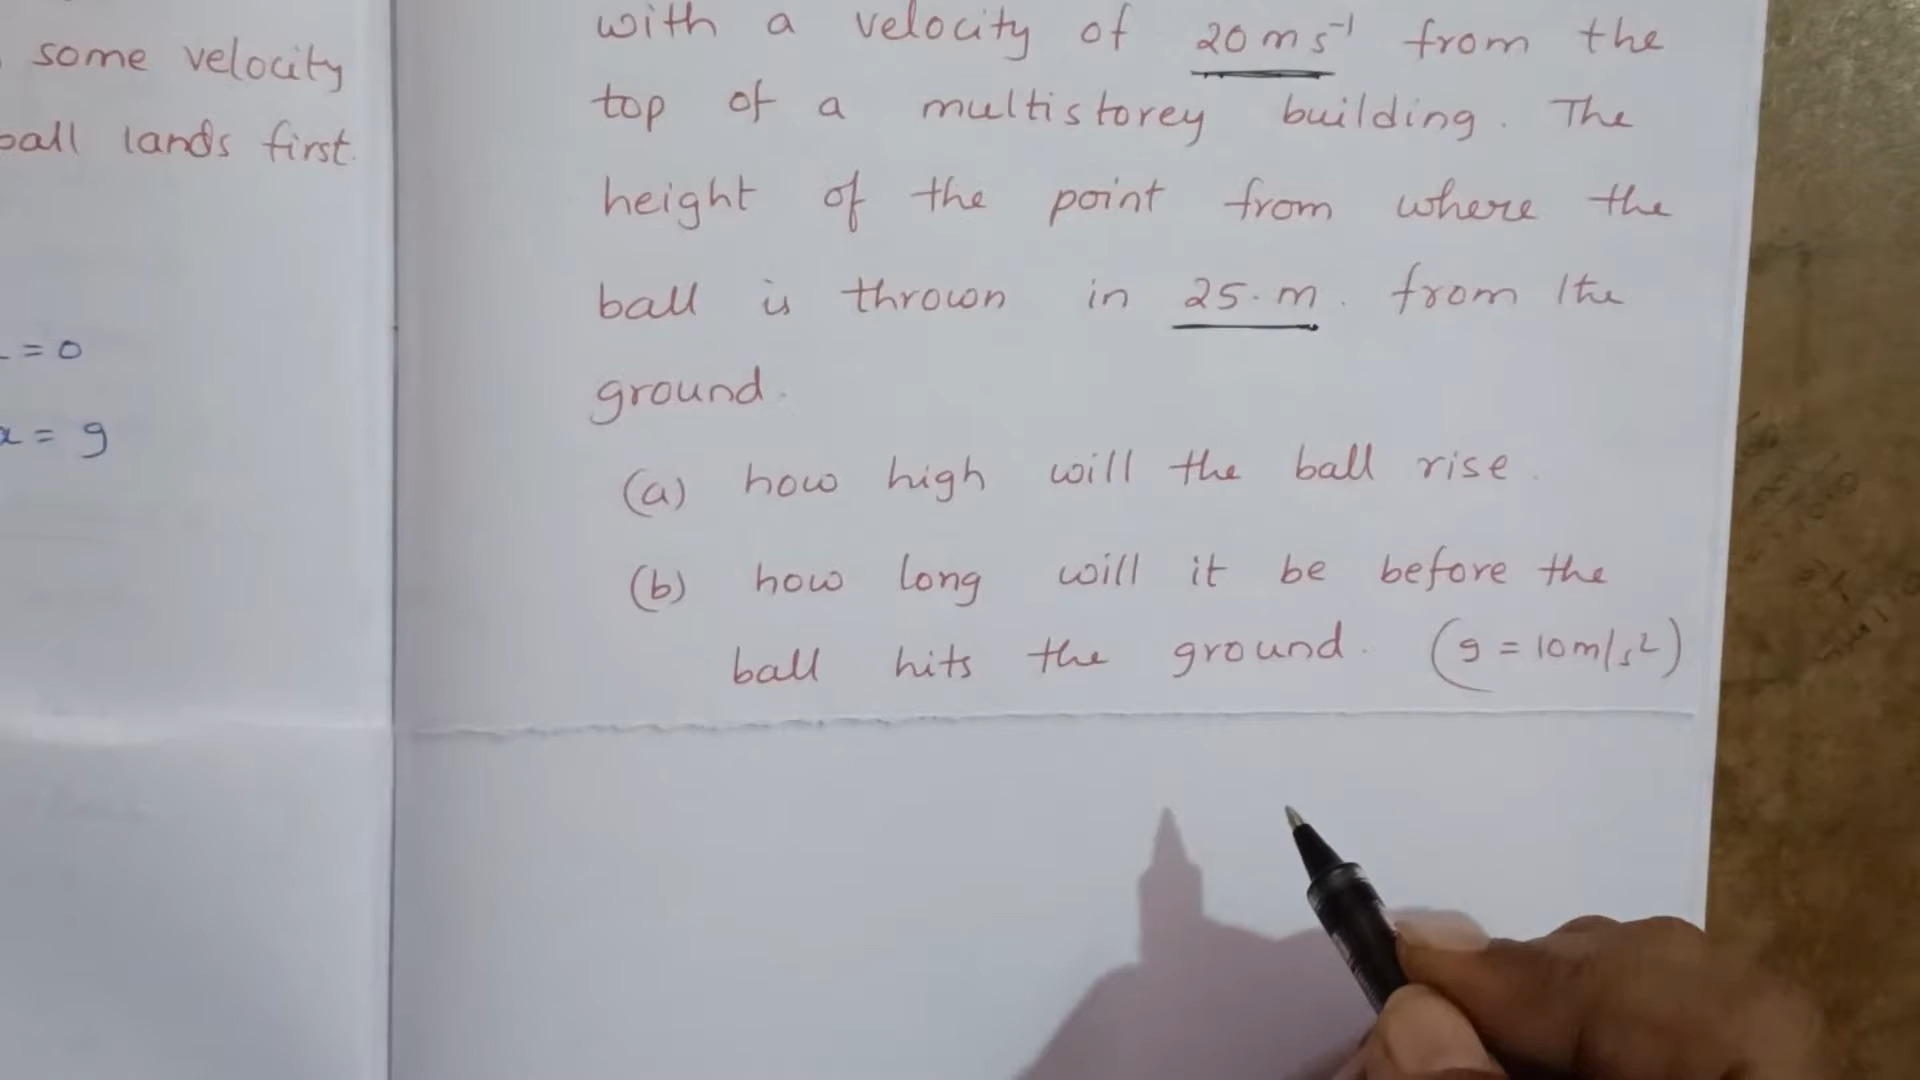 some velocity
ball lands first.
= 0
= g
with a velocity of 20 m s⁻¹ from the
top of a multistorey building. The
height of the point from where the
ball is thrown in 25.m. from the
ground.
(a) how high will the ball rise.
(b) how long will it be before the
ball hits the ground. (g = 10m/s²)